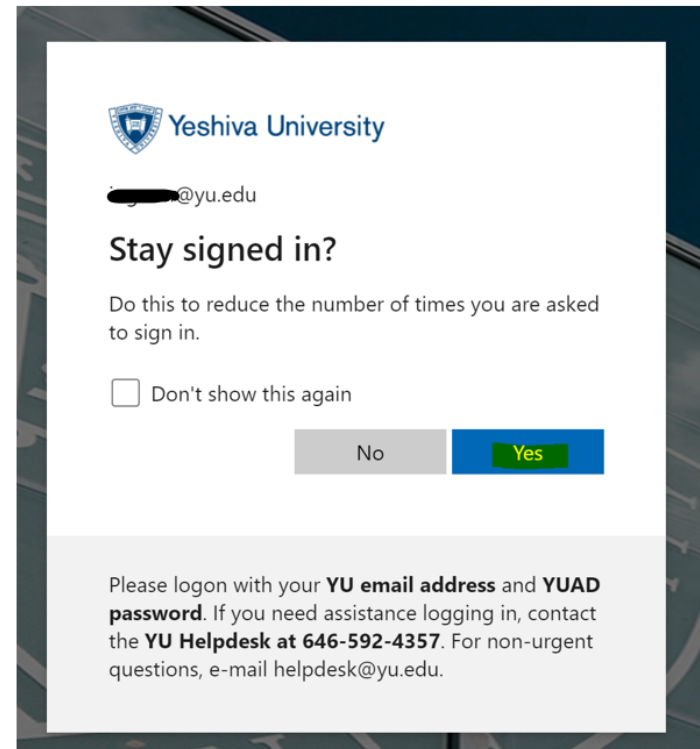 Yeshiva University
@yu.edu
Stay signed in?
Do this to reduce the number of times you are asked
to sign in.
Don't show this again
No
Yes
Please logon with your YU email address and YUAD
password. If you need assistance logging in, contact
the YU Helpdesk at 646-592-4357. For non-urgent
questions, e-mail helpdesk@yu.edu.